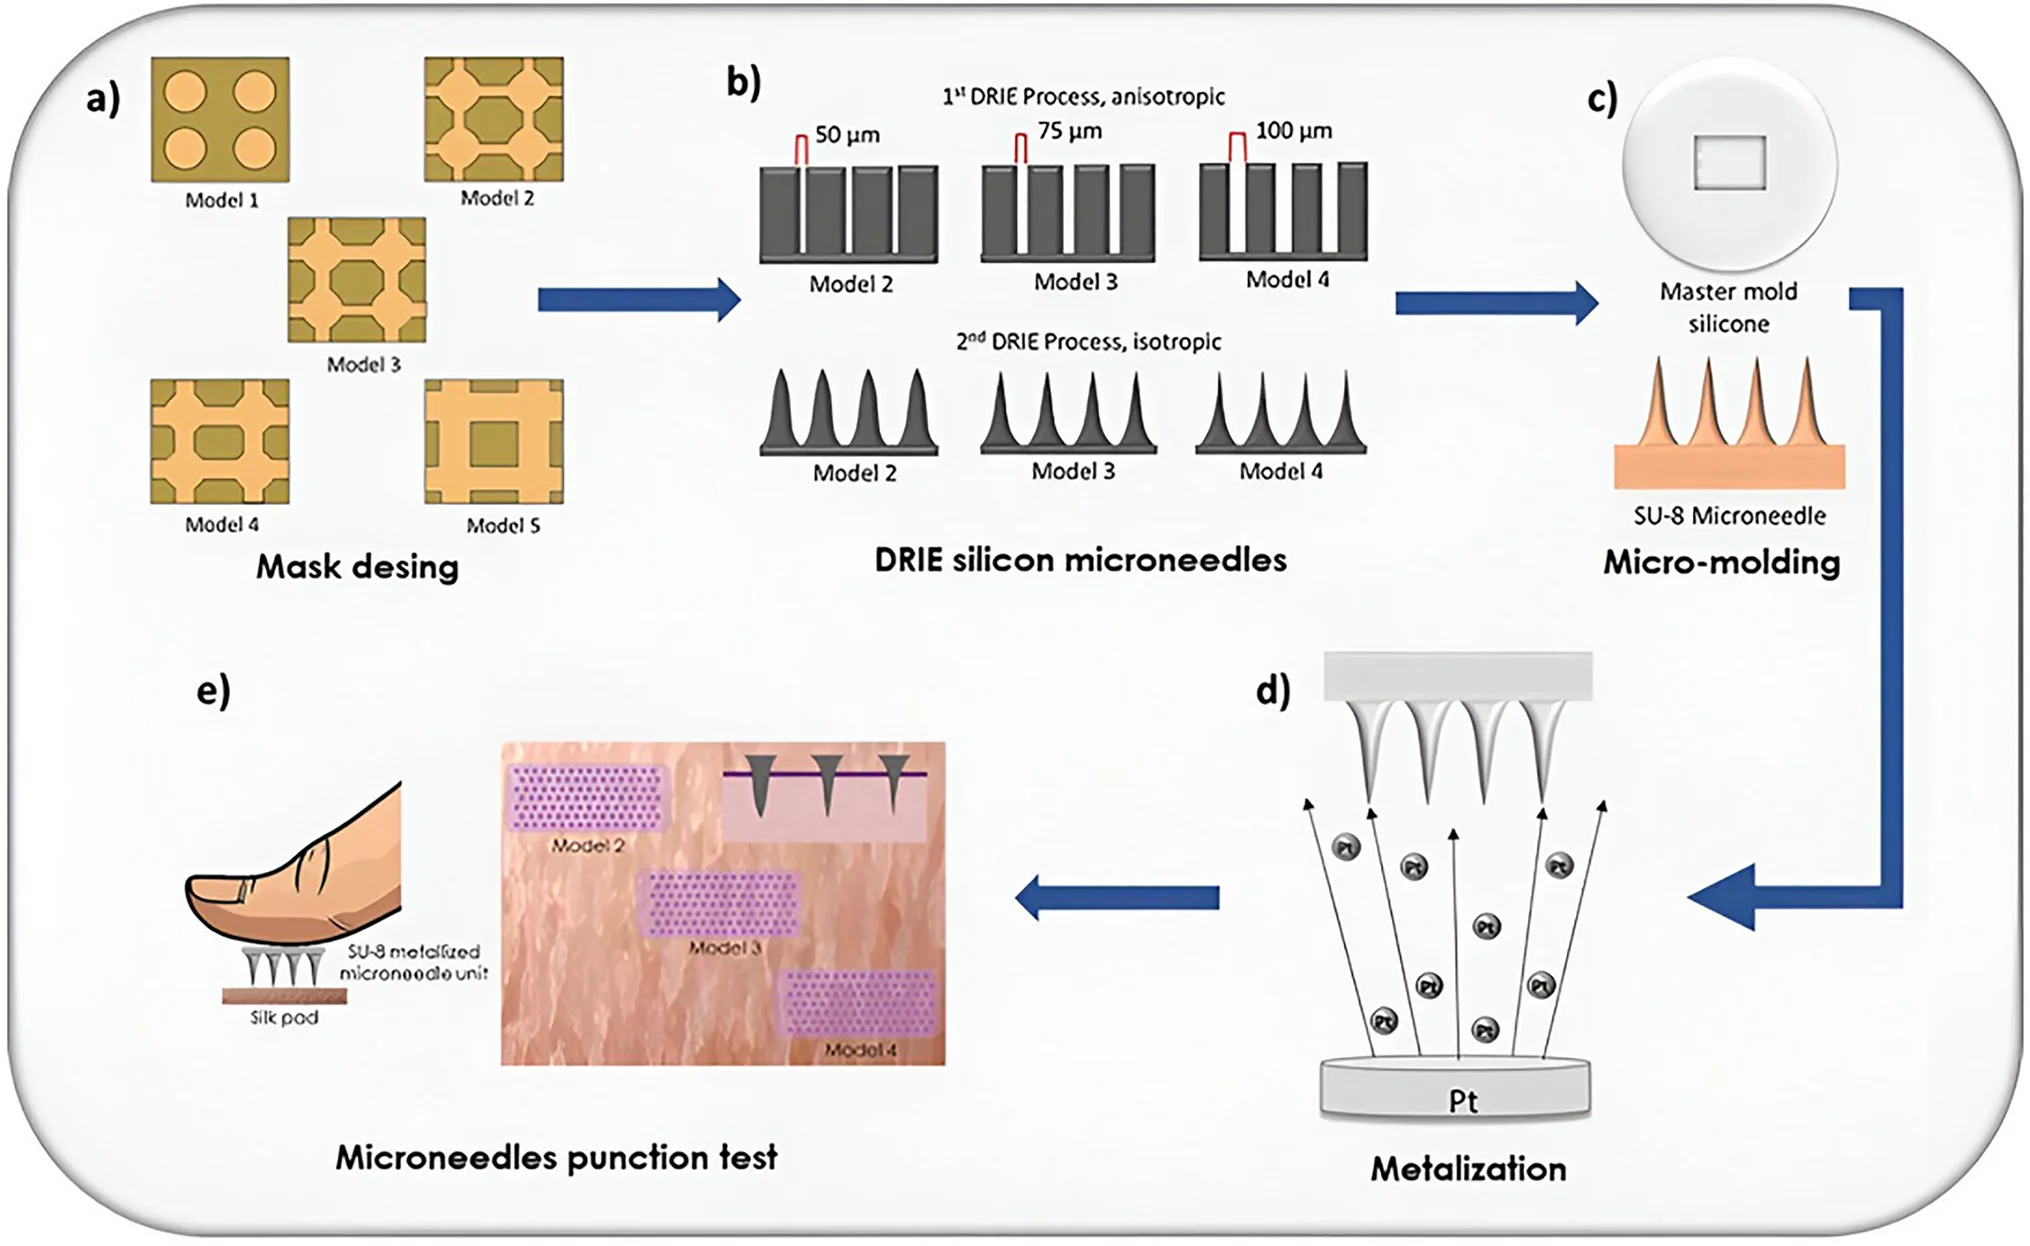 a)
Model 1
Model 2
Model 3
Model 4
Model 5
Mask desing
b)
1st DRIE Process, anisotropic
50 μm
75 μm
100 μm
Model 2
Model 3
Model 4
2nd DRIE Process, isotropic
Model 2
Model 3
Model 4
DRIE silicon microneedles
c)
Master mold
silicone
SU-8 Microneedle
Micro-molding
d)
Pt
Pt
Pt
Pt
Pt
Pt
Pt
Pt
Pt
Metalization
e)
SU-8 metallized
microneedle unit
Silk pad
Model 2
Model 3
Model 4
Microneedles punction test